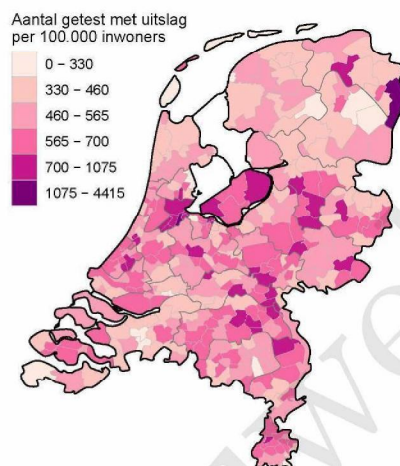 Aantal getest met uitslag
per 100.000 inwoners
0 – 330
330 – 460
460 – 565
565 – 700
700 – 1075
1075 – 4415